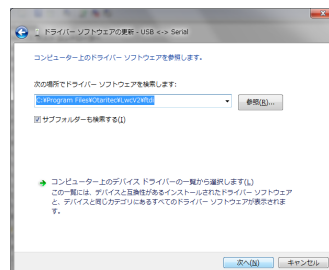 ドライバー ソフトウェアの更新 - USB <-> Serial
コンピューター上のドライバー ソフトウェアを参照します。
次の場所でドライバー ソフトウェアを検索します:
C:¥Program Files¥Otaritec¥LwcV2¥ftdi
参照(R)...
サブフォルダーも検索する(I)
コンピューター上のデバイス ドライバーの一覧から選択します(L)
この一覧には、デバイスと互換性があるインストールされたドライバー ソフトウェア
と、デバイスと同じカテゴリにあるすべてのドライバー ソフトウェアが表示されま
す。
次へ(N)
キャンセル